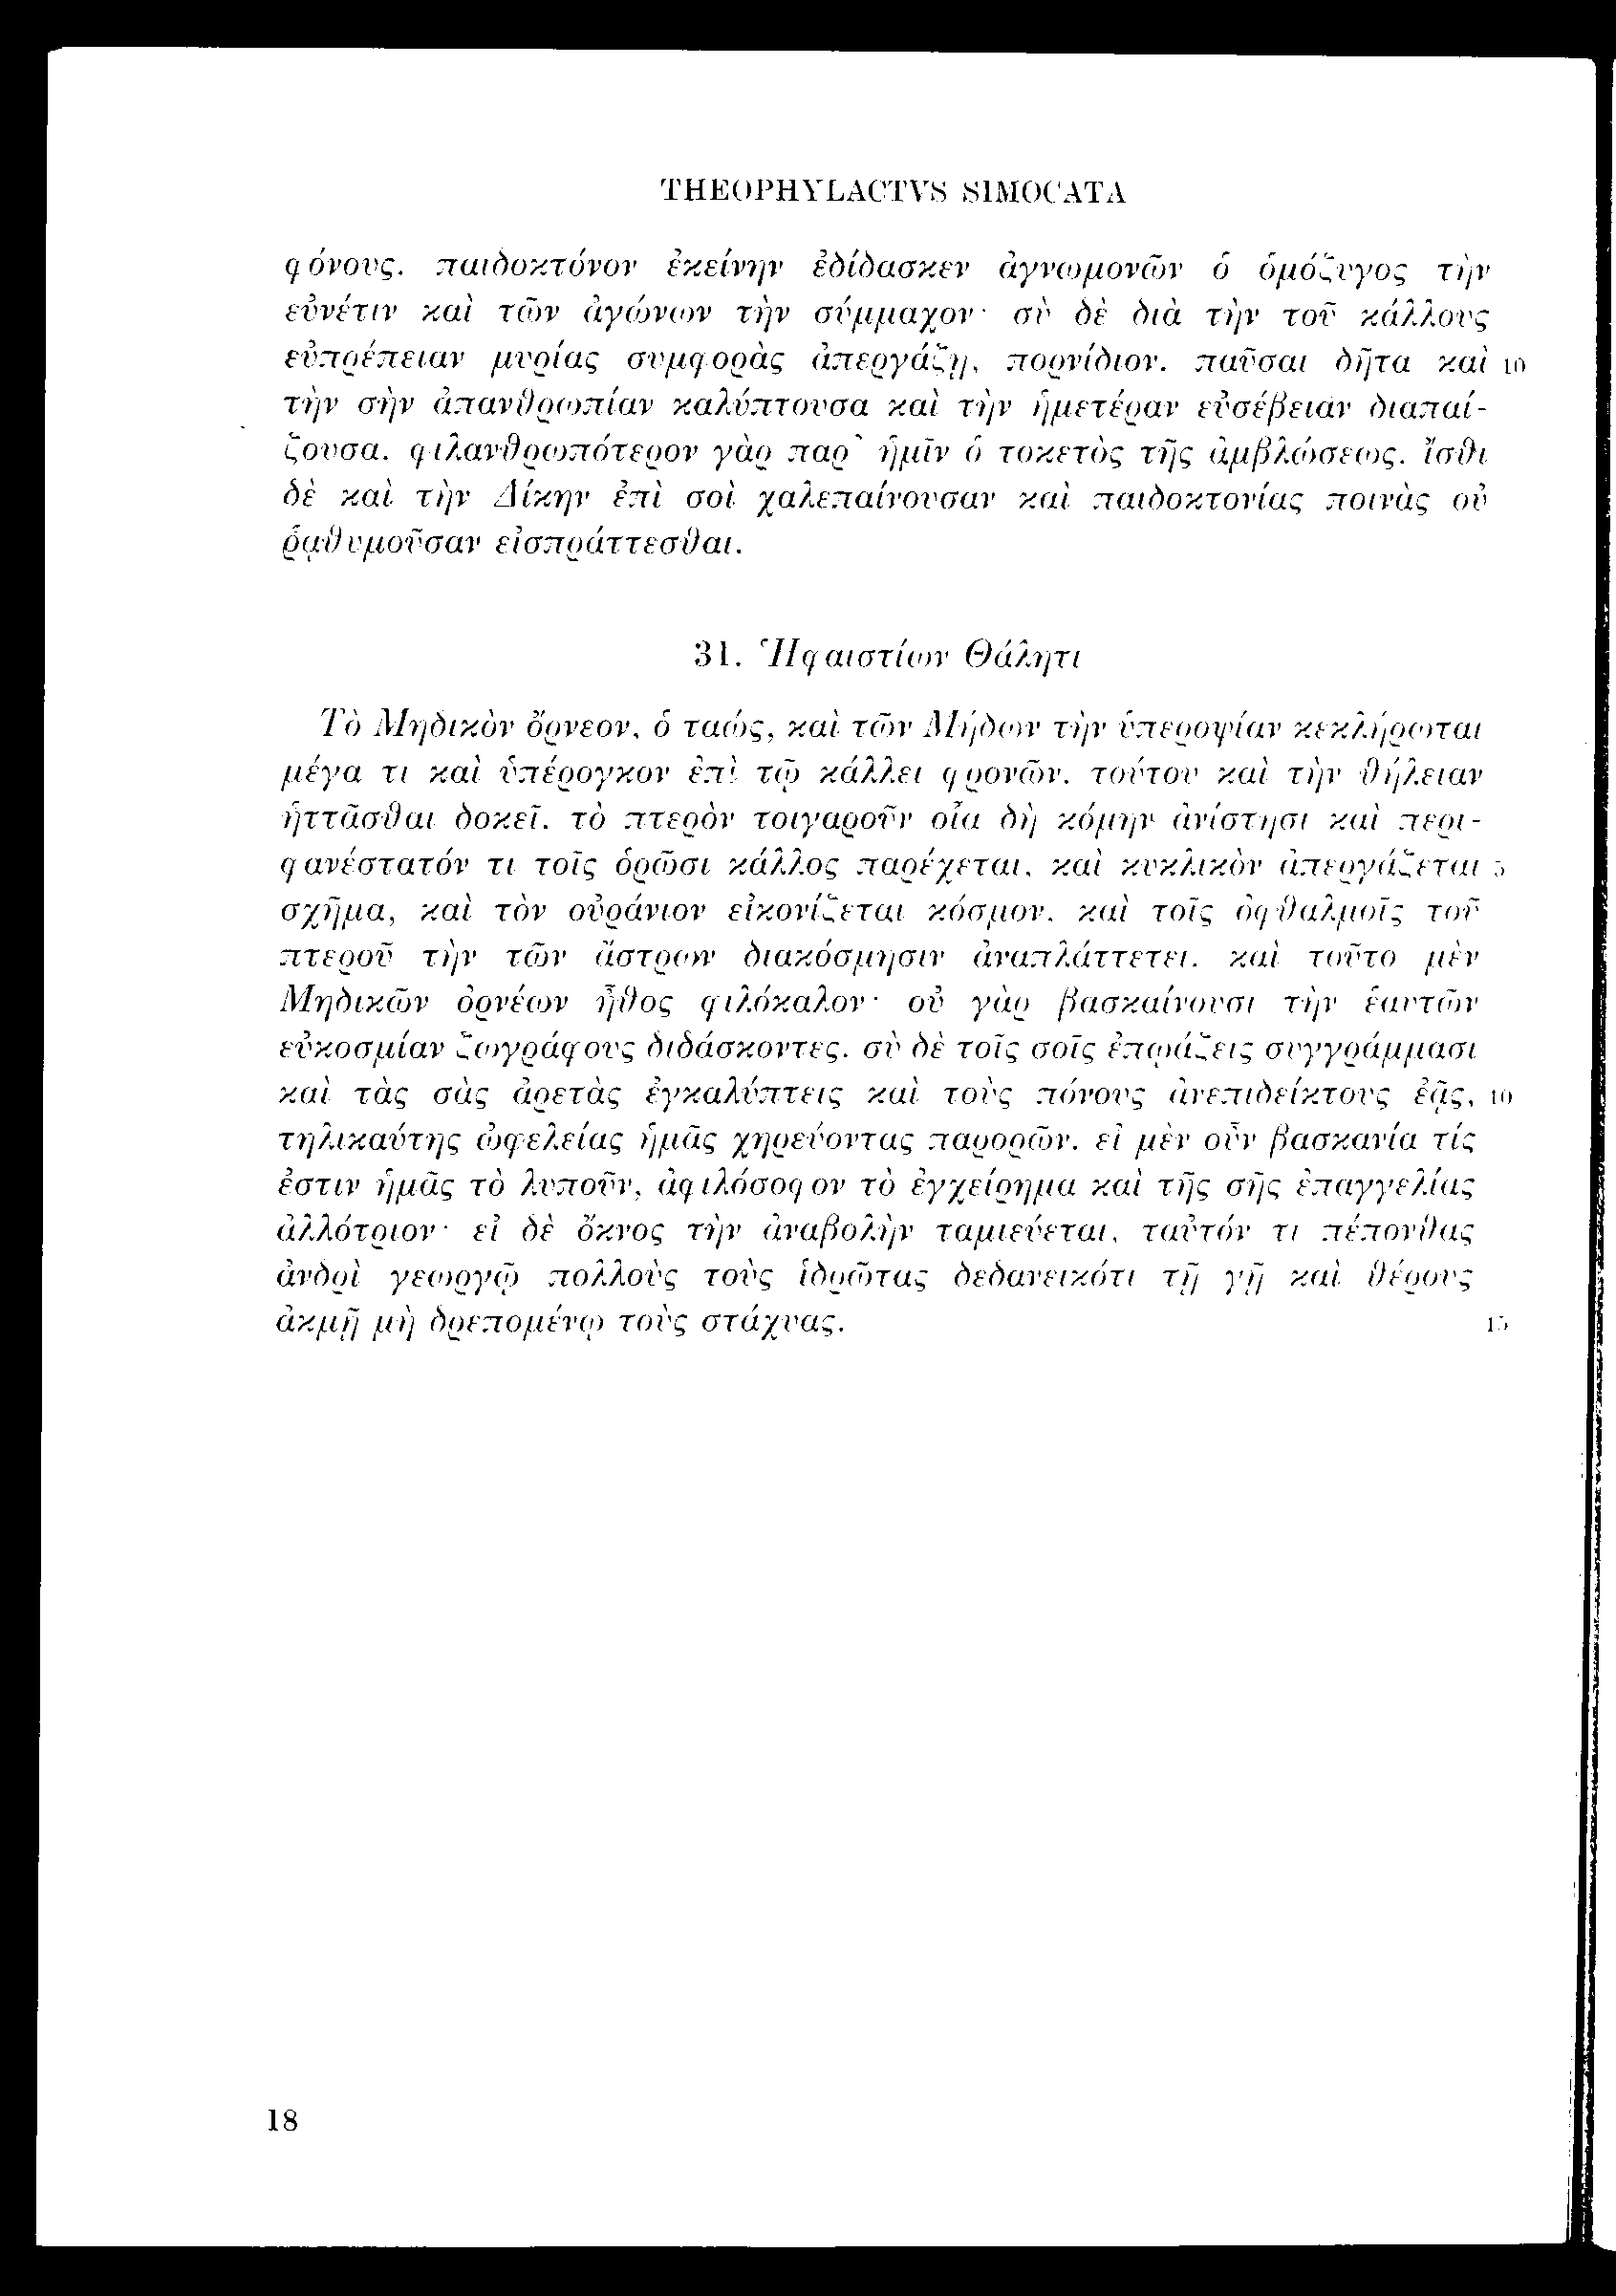 THEOPHYLACTVS SIMOCATA
φόνους. παιδοκτόνον ἐκείνην ἐδίδασκεν ἀγνωμονῶν ὁ ὁμόζυγος τὴν
εὐνέτιν καὶ τῶν ἀγώνων τὴν σύμμαχον· σὺ δὲ διὰ τὴν τοῦ κάλλους
εὐπρέπειαν μυρίας συμφορὰς ἀπεργάζῃ, πορνίδιον. παῦσαι δῆτα καὶ 10
τὴν σὴν ἀπανθρωπίαν καλύπτουσα καὶ τὴν ἡμετέραν εὐσέβειαν διαπαί-
ζουσα. φιλανθρωπότερον γὰρ παρ᾽ ἡμῖν ὁ τοκετὸς τῆς ἀμβλώσεως. ἴσθι
δὲ καὶ τὴν Δίκην ἐπὶ σοὶ χαλεπαίνουσαν καὶ παιδοκτονίας ποινὰς οὐ
ῥᾳθυμοῦσαν εἰσπράττεσθαι.
31. Ἡφαιστίων Θάλητι
Τὸ Μηδικὸν ὄρνεον, ὁ ταώς, καὶ τῶν Μήδων τὴν ὑπεροψίαν κεκλήρωται
μέγα τι καὶ ὑπέρογκον ἐπὶ τῷ κάλλει φρονῶν. τούτου καὶ τὴν θήλειαν
ἡττᾶσθαι δοκεῖ. τὸ πτερὸν τοιγαροῦν οἷα δὴ κόμην ἀνίστησι καὶ περι-
φανέστατόν τι τοῖς ὁρῶσι κάλλος παρέχεται, καὶ κυκλικὸν ἀπεργάζεται 5
σχῆμα, καὶ τὸν οὐράνιον εἰκονίζεται κόσμον, καὶ τοῖς ὀφθαλμοῖς τοῦ
πτεροῦ τὴν τῶν ἄστρων διακόσμησιν ἀναπλάττετει. καὶ τοῦτο μὲν
Μηδικῶν ὀρνέων ἦθος φιλόκαλον· οὐ γὰρ βασκαίνουσι τὴν ἑαυτῶν
εὐκοσμίαν ζωγράφους διδάσκοντες. σὺ δὲ τοῖς σοῖς ἐπῳάζεις συγγράμμασι
καὶ τὰς σὰς ἀρετὰς ἐγκαλύπτεις καὶ τοὺς πόνους ἀνεπιδείκτους ἐᾷς, 10
τηλικαύτης ὠφελείας ἡμᾶς χηρεύοντας παρορῶν. εἰ μὲν οὖν βασκανία τίς
ἐστιν ἡμᾶς τὸ λυποῦν, ἀφιλόσοφον τὸ ἐγχείρημα καὶ τῆς σῆς ἐπαγγελίας
ἀλλότριον· εἰ δὲ ὄκνος τὴν ἀναβολὴν ταμιεύεται, ταὐτόν τι πέπονθας
ἀνδρὶ γεωργῷ πολλοὺς τοὺς ἱδρῶτας δεδανεικότι τῇ γῇ καὶ θέρους
ἀκμῇ μὴ δρεπομένῳ τοὺς στάχυας. 15
18